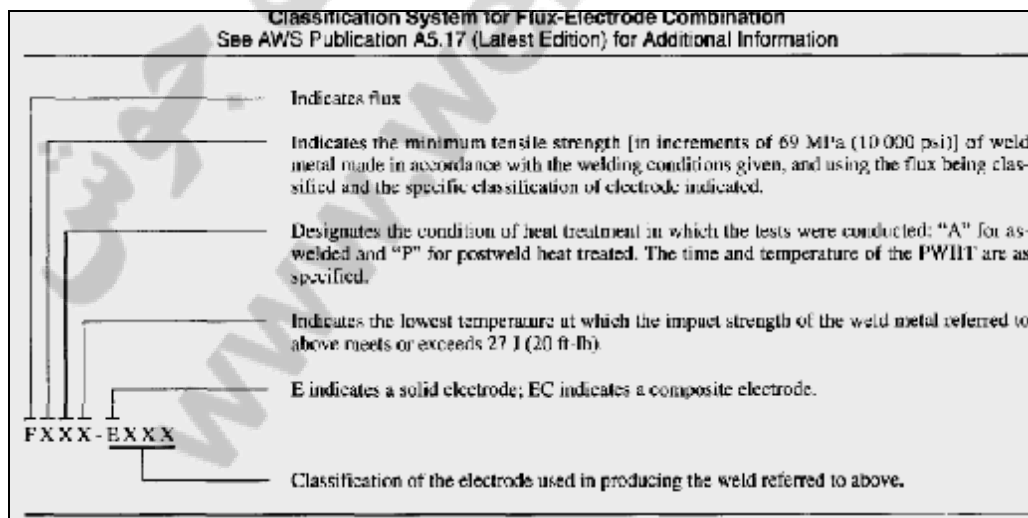 Classification System for Flux-Electrode Combination
See AWS Publication A5.17 (Latest Edition) for Additional Information
Indicates flux
Indicates the minimum tensile strength [in increments of 69 MPa (10 000 psi)] of weld
metal made in accordance with the welding conditions given, and using the flux being clas-
sified and the specific classification of electrode indicated.
Designates the condition of heat treatment in which the tests were conducted: "A" for as-
welded and "P" for postweld heat treated. The time and temperature of the PWHT are as
specified.
Indicates the lowest temperature at which the impact strength of the weld metal referred to
above meets or exceeds 27 J (20 ft-lb).
E indicates a solid electrode; EC indicates a composite electrode.
FXXX-EXXX
Classification of the electrode used in producing the weld referred to above.
www.